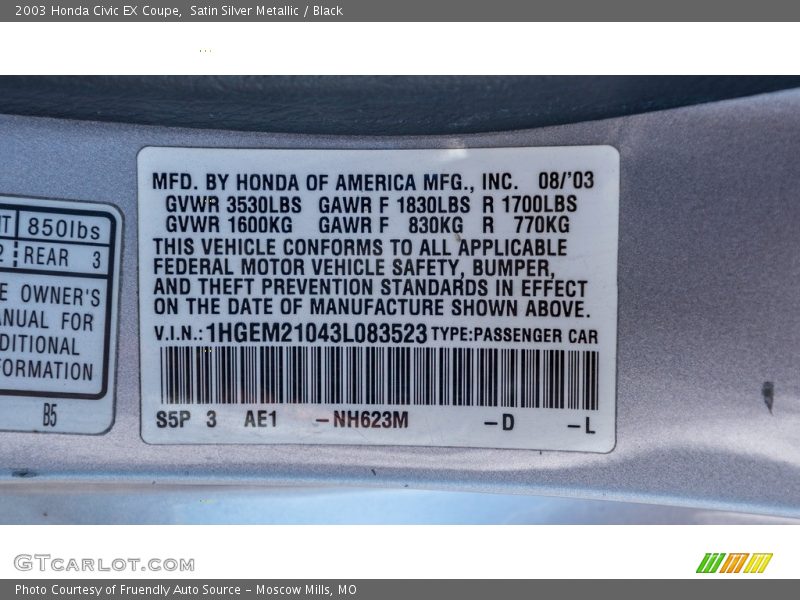 2003 Honda Civic EX Coupe,  Satin Silver Metallic / Black
850lbs
REAR 3
E OWNER'S
ANUAL FOR
DITIONAL
FORMATION
B5
MFD. BY HONDA OF AMERICA MFG., INC. 08/'03
GVWR 3530LBS GAWR F 1830LBS R 1700LBS
GVWR 1600KG GAWR F 830KG R 770KG
THIS VEHICLE CONFORMS TO ALL APPLICABLE
FEDERAL MOTOR VEHICLE SAFETY, BUMPER,
AND THEFT PREVENTION STANDARDS IN EFFECT
ON THE DATE OF MANUFACTURE SHOWN ABOVE.
V.I.N.:1HGEM21043L083523 TYPE:PASSENGER CAR
S5P 3 AE1 -NH623M -D -L
GTCARLOT.COM
Photo Courtesy of Fruendly Auto Source - Moscow Mills, MO